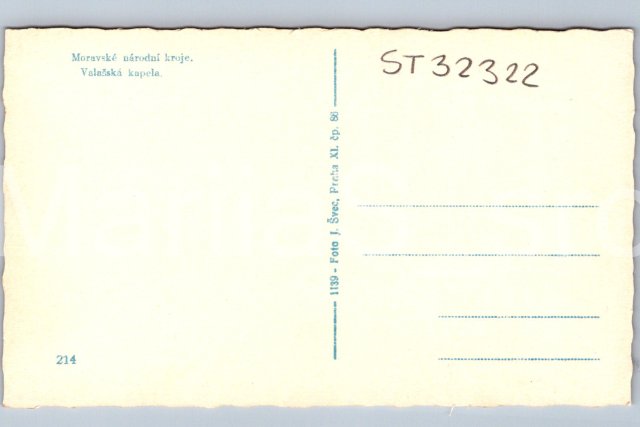 Moravské národní kroje.
Valašská kapela.
ST32322
1139 - Foto J. Švec, Praha XI. čp. 86
214